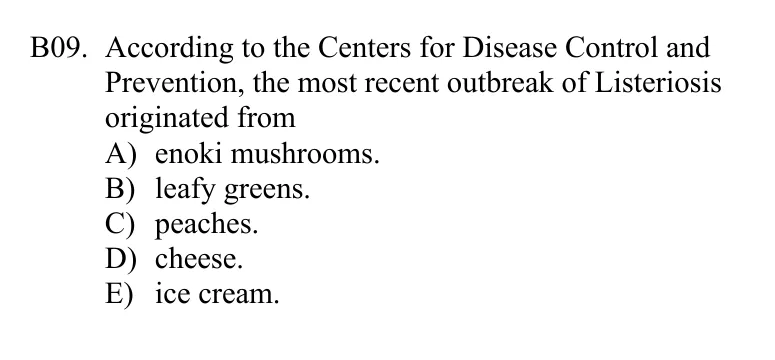 B09. According to the Centers for Disease Control and
Prevention, the most recent outbreak of Listeriosis
originated from
A) enoki mushrooms.
B) leafy greens.
C) peaches.
D) cheese.
E) ice cream.